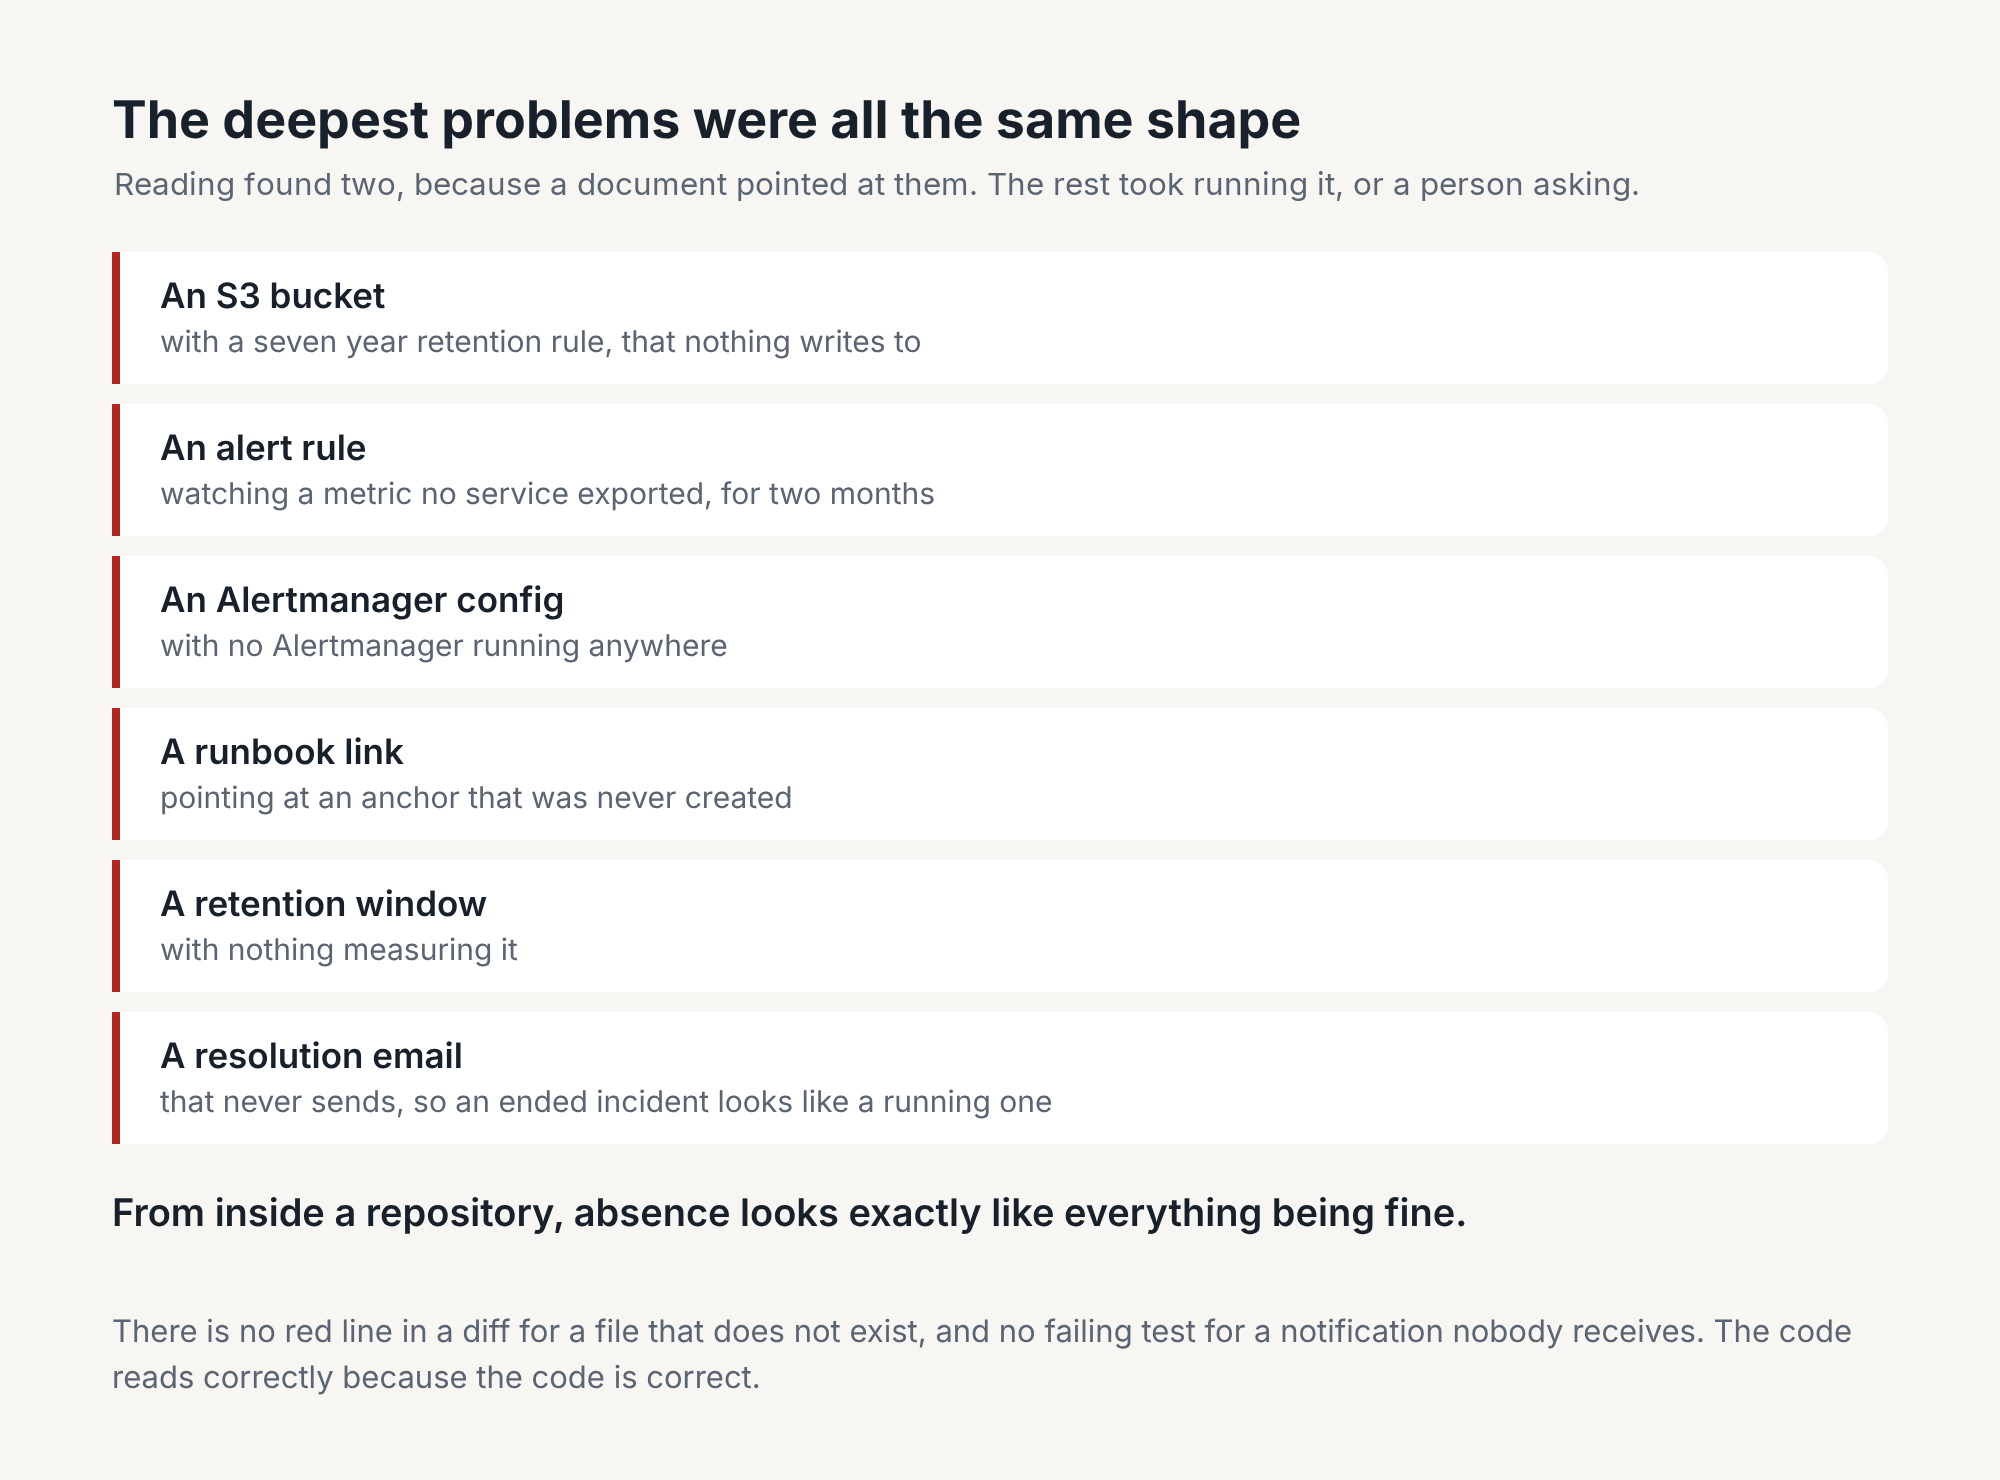 The deepest problems were all the same shape
Reading found two, because a document pointed at them. The rest took running it, or a person asking.
An S3 bucket
with a seven year retention rule, that nothing writes to
An alert rule
watching a metric no service exported, for two months
An Alertmanager config
with no Alertmanager running anywhere
A runbook link
pointing at an anchor that was never created
A retention window
with nothing measuring it
A resolution email
that never sends, so an ended incident looks like a running one
From inside a repository, absence looks exactly like everything being fine.
There is no red line in a diff for a file that does not exist, and no failing test for a notification nobody receives. The code
reads correctly because the code is correct.